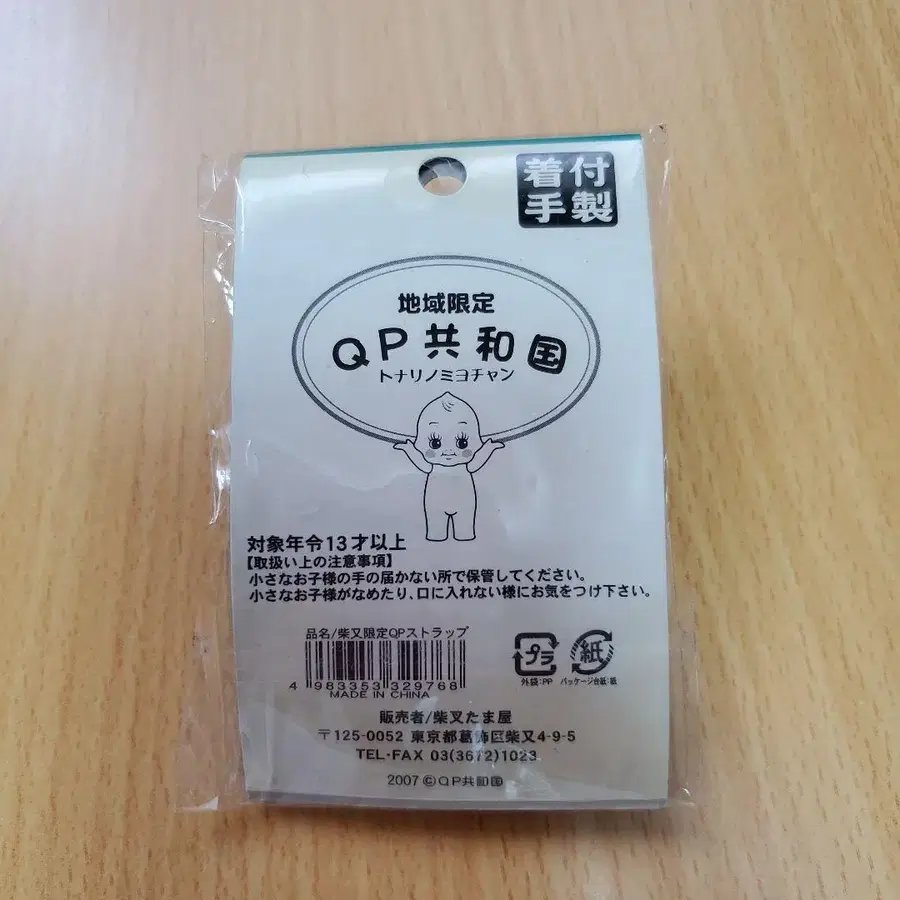 着付
手製
地域限定
QP共和国
トナリノミヨチャン
対象年令13才以上
【取扱い上の注意事項】
小さなお子様の手の届かない所で保管してください。
小さなお子様がなめたり、口に入れない様にお気をつけ下さい。
品名/柴又限定QPストラップ
4 983353 329768
MADE IN CHINA
プラ
外袋:PP
紙
パッケージ台紙:紙
販売者/柴又たま屋
〒125-0052 東京都葛飾区柴又4-9-5
TEL・FAX 03(3672)1023
2007 ©QP共和国